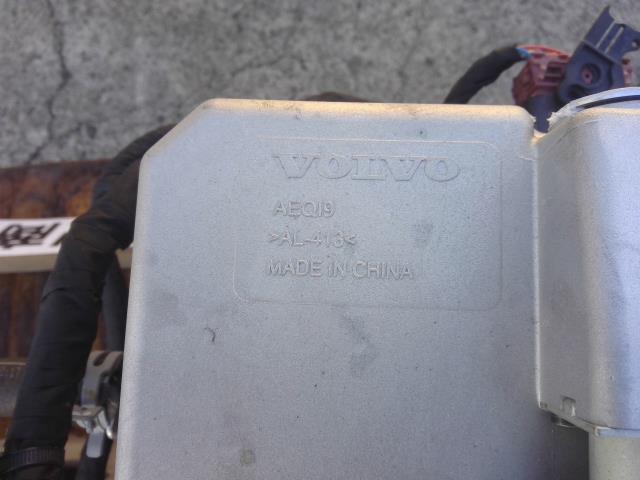 VOLVO
AEQI9
>AL-413<
MADE IN CHINA